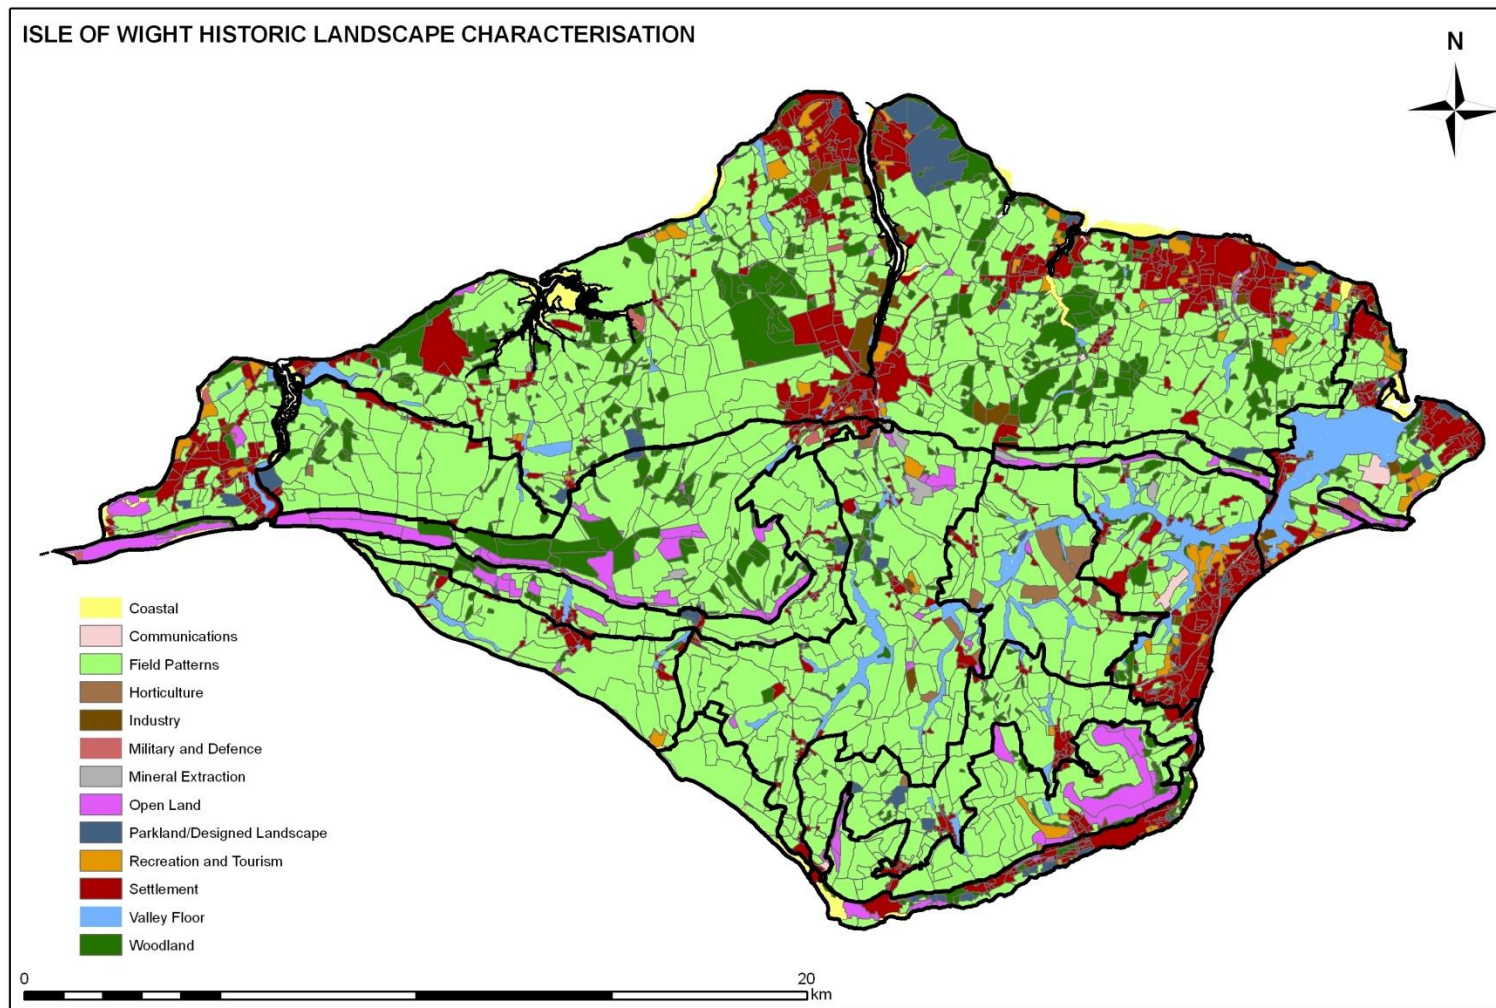 ISLE OF WIGHT HISTORIC LANDSCAPE CHARACTERISATION
N
Coastal
Communications
Field Patterns
Horticulture
Industry
Military and Defence
Mineral Extraction
Open Land
Parkland/Designed Landscape
Recreation and Tourism
Settlement
Valley Floor
Woodland
0 20
km